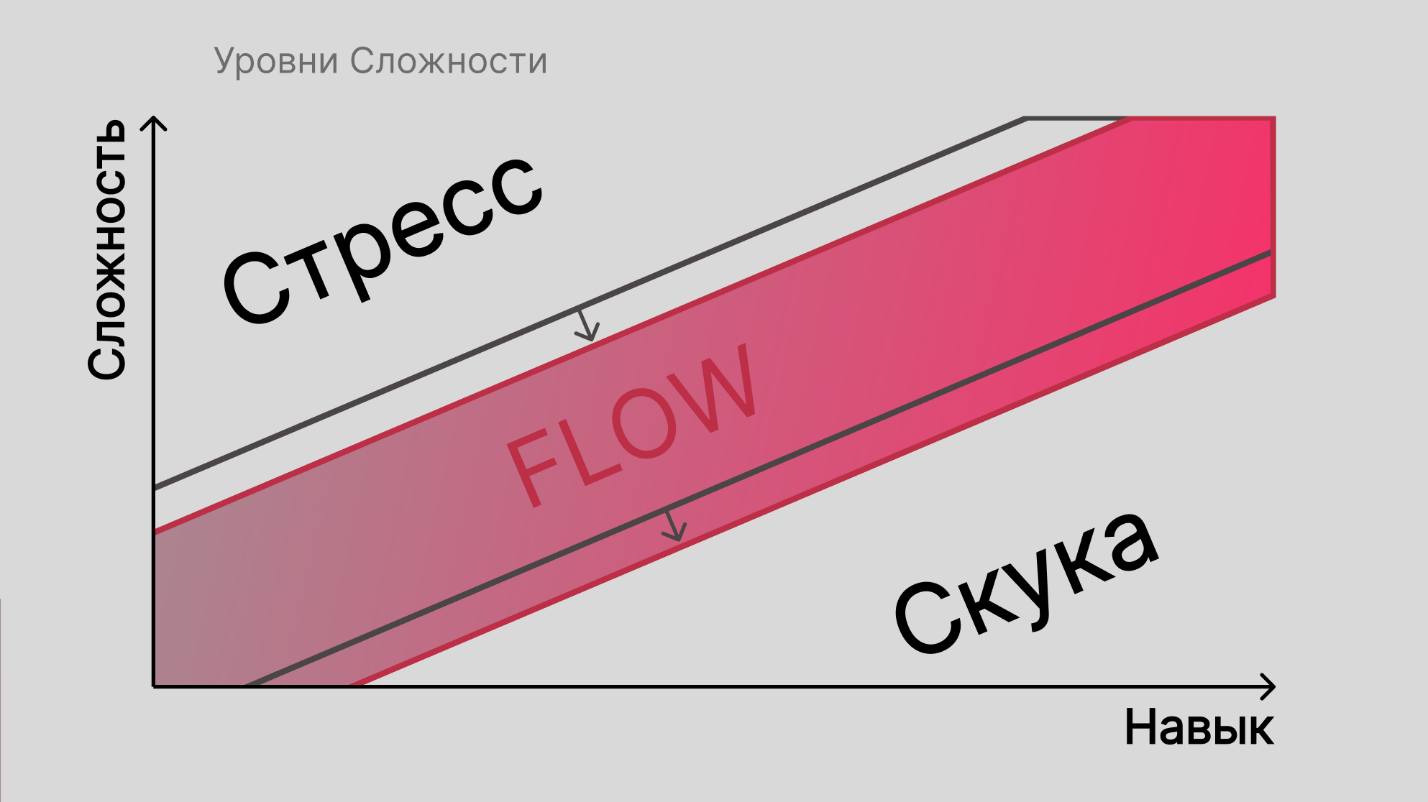 Уровни Сложности
Сложность
Стресс
FLOW
Скука
Навык